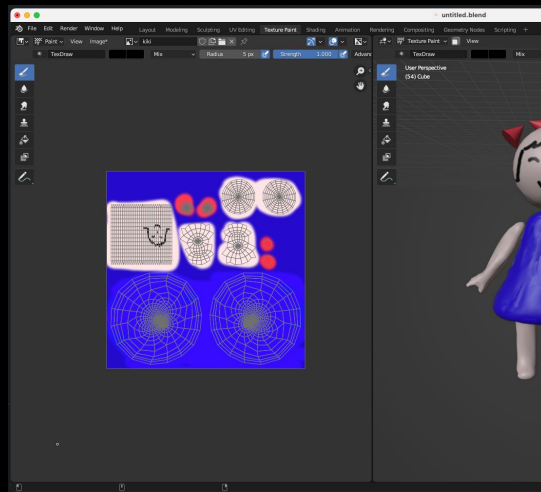 untitled.blend
File Edit Render Window Help Layout Modeling Sculpting UV Editing Texture Paint Shading Animation Rendering Compositing Geometry Nodes Scripting +
Paint View Image* kiki Texture Paint View
TexDraw Mix Radius 5 px Strength 1.000 Advan TexDraw Mix
User Perspective
(54) Cube